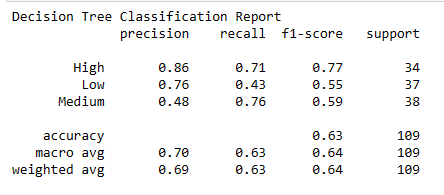 Decision Tree Classification Report
precision recall f1-score support
High 0.86 0.71 0.77 34
Low 0.76 0.43 0.55 37
Medium 0.48 0.76 0.59 38
accuracy 0.63 109
macro avg 0.70 0.63 0.64 109
weighted avg 0.69 0.63 0.64 109